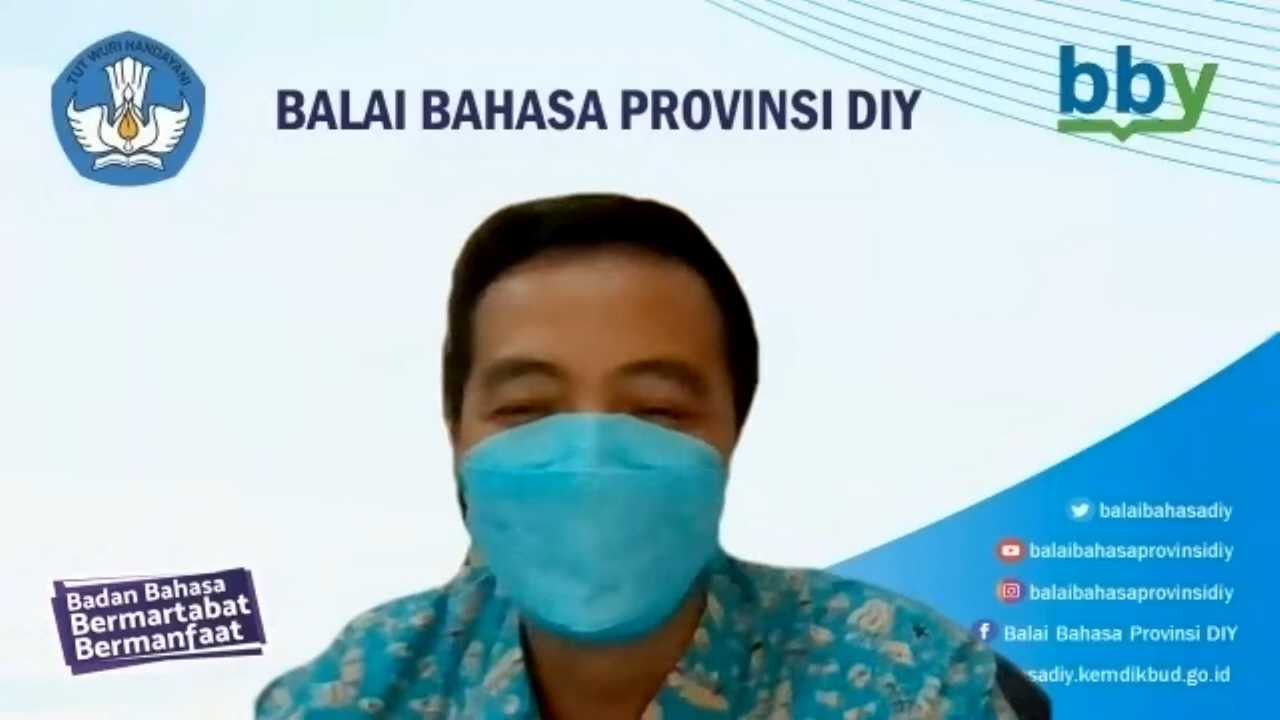 TUT WURI HANDAYANI
BALAI BAHASA PROVINSI DIY
bby
Badan Bahasa
Bermartabat
Bermanfaat
balaibahasadiy
balaibahasaprovinsidiy
balaibahasaprovinsidiy
Balai Bahasa Provinsi DIY
sadiy.kemdikbud.go.id